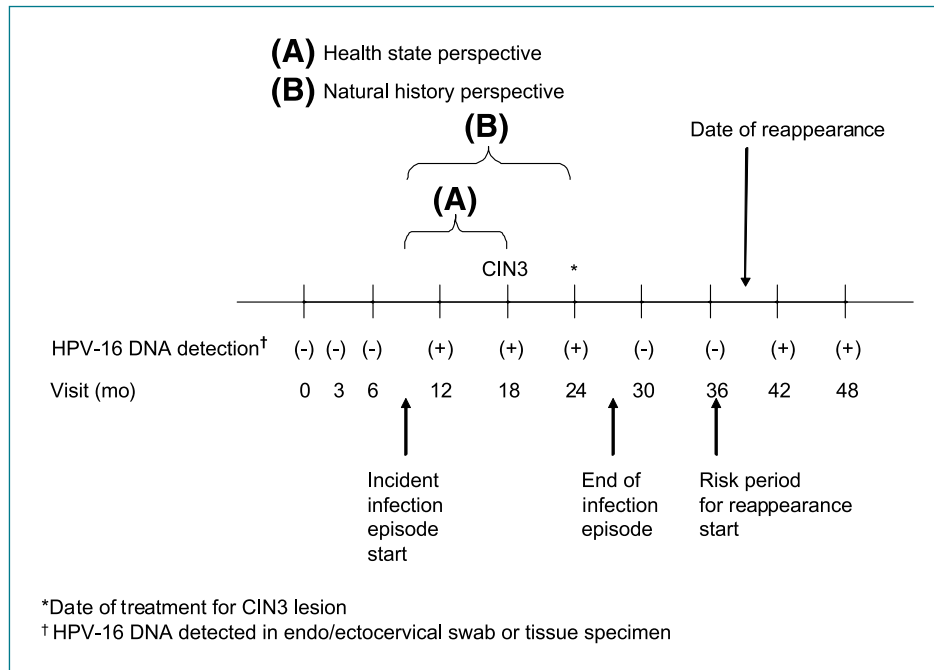 (A) Health state perspective
(B) Natural history perspective
(B)
Date of reappearance
(A)
CIN3 *
HPV-16 DNA detection† (-) (-) (-) (+) (+) (+) (-) (-) (+) (+)
Visit (mo) 0 3 6 12 18 24 30 36 42 48
Incident
infection
episode
start
End of
infection
episode
Risk period
for reappearance
start
*Date of treatment for CIN3 lesion
† HPV-16 DNA detected in endo/ectocervical swab or tissue specimen